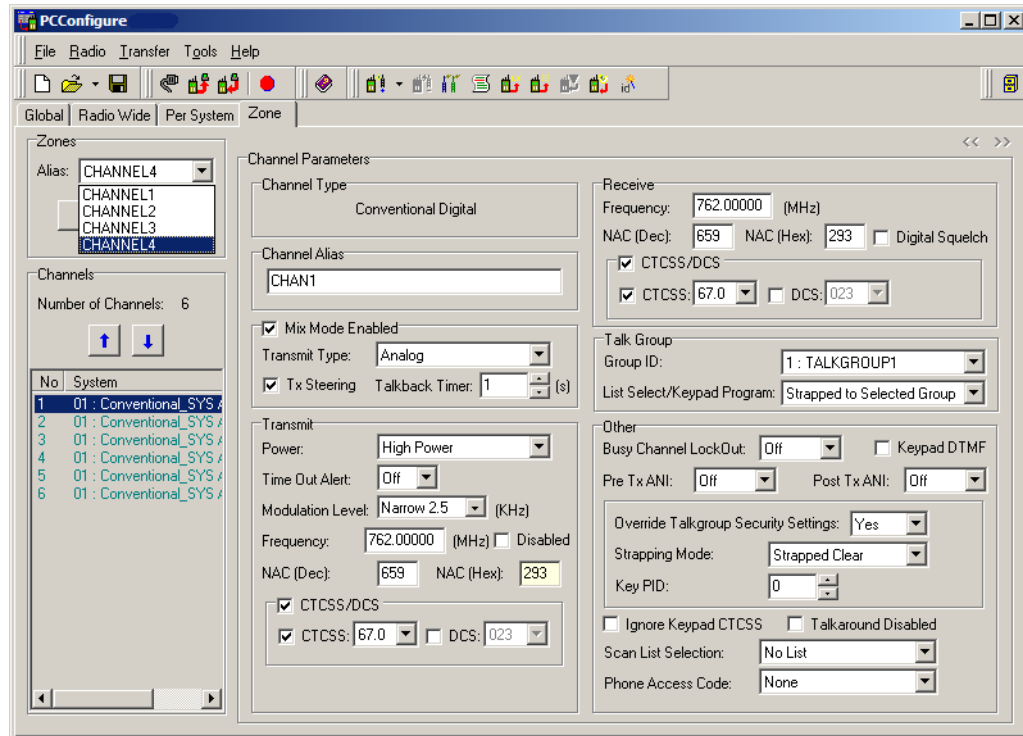 PCConfigure
File Radio Transfer Tools Help
id
Global Radio Wide Per System Zone
<< >>
Zones
Alias: CHANNEL4
CHANNEL1
CHANNEL2
CHANNEL3
CHANNEL4
Channels
Number of Channels: 6
No System
1 01 : Conventional_SYS
2 01 : Conventional_SYS
3 01 : Conventional_SYS
4 01 : Conventional_SYS
5 01 : Conventional_SYS
6 01 : Conventional_SYS
Channel Parameters
Channel Type
Conventional Digital
Channel Alias
CHAN1
Mix Mode Enabled
Transmit Type: Analog
Tx Steering Talkback Timer: 1 (s)
Transmit
Power: High Power
Time Out Alert: Off
Modulation Level: Narrow 2.5 (KHz)
Frequency: 762.00000 (MHz) Disabled
NAC (Dec): 659 NAC (Hex): 293
CTCSS/DCS
CTCSS: 67.0 DCS: 023
Receive
Frequency: 762.00000 (MHz)
NAC (Dec): 659 NAC (Hex): 293 Digital Squelch
CTCSS/DCS
CTCSS: 67.0 DCS: 023
Talk Group
Group ID: 1 : TALKGROUP1
List Select/Keypad Program: Strapped to Selected Group
Other
Busy Channel LockOut: Off Keypad DTMF
Pre Tx ANI: Off Post Tx ANI: Off
Override Talkgroup Security Settings: Yes
Strapping Mode: Strapped Clear
Key PID: 0
Ignore Keypad CTCSS Talkaround Disabled
Scan List Selection: No List
Phone Access Code: None